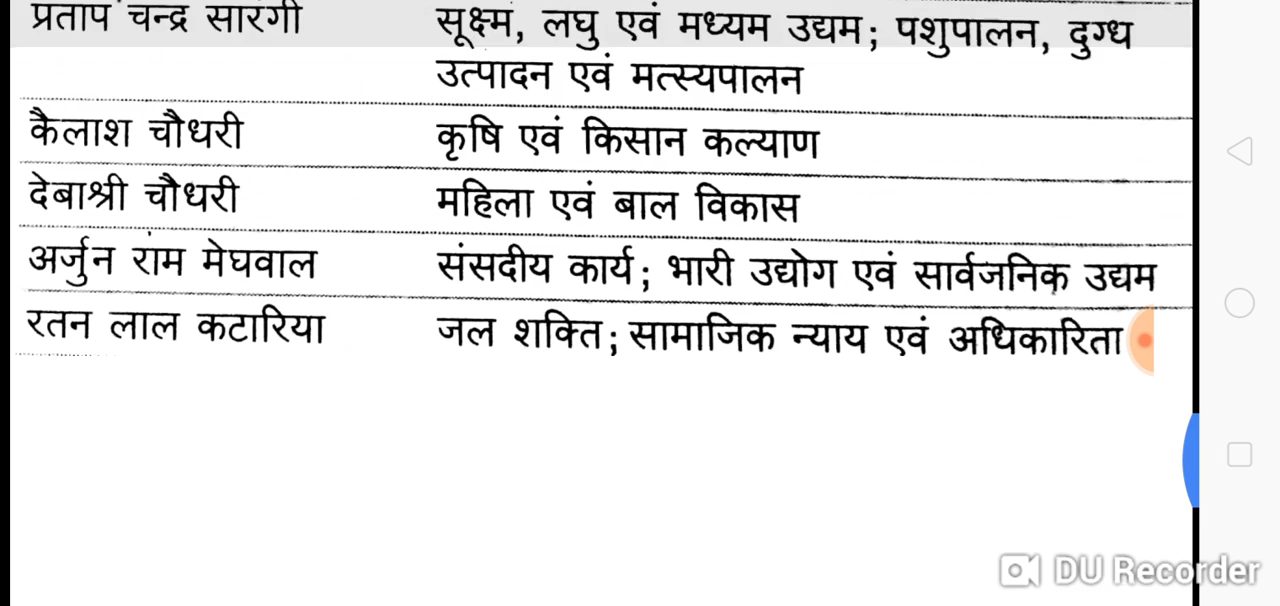 प्रताप चन्द्र सारंगी सूक्ष्म, लघु एवं मध्यम उद्यम; पशुपालन, दुग्ध
उत्पादन एवं मत्स्यपालन
कैलाश चौधरी कृषि एवं किसान कल्याण
देबाश्री चौधरी महिला एवं बाल विकास
अर्जुन राम मेघवाल संसदीय कार्य; भारी उद्योग एवं सार्वजनिक उद्यम
रतन लाल कटारिया जल शक्ति; सामाजिक न्याय एवं अधिकारिता
DU Recorder